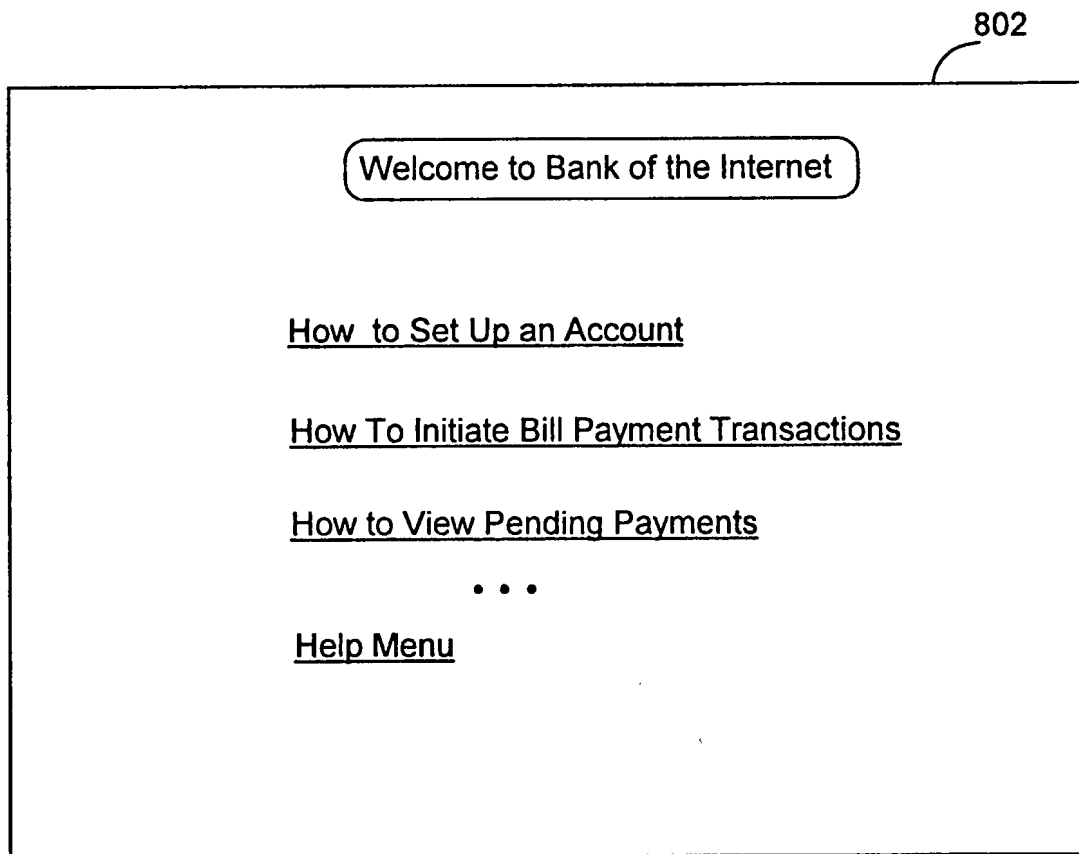 802
Welcome to Bank of the Internet
How to Set Up an Account
How To Initiate Bill Payment Transactions
How to View Pending Payments
• • •
Help Menu